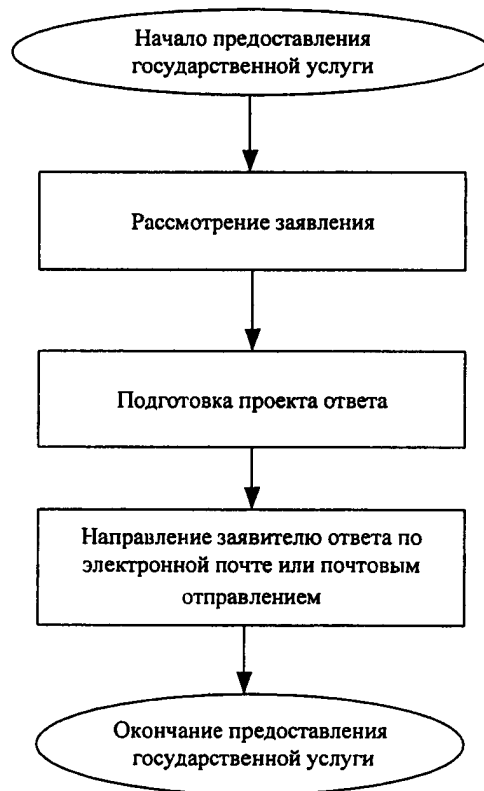 Начало предоставления
государственной услуги
Рассмотрение заявления
Подготовка проекта ответа
Направление заявителю ответа по
электронной почте или почтовым
отправлением
Окончание предоставления
государственной услуги